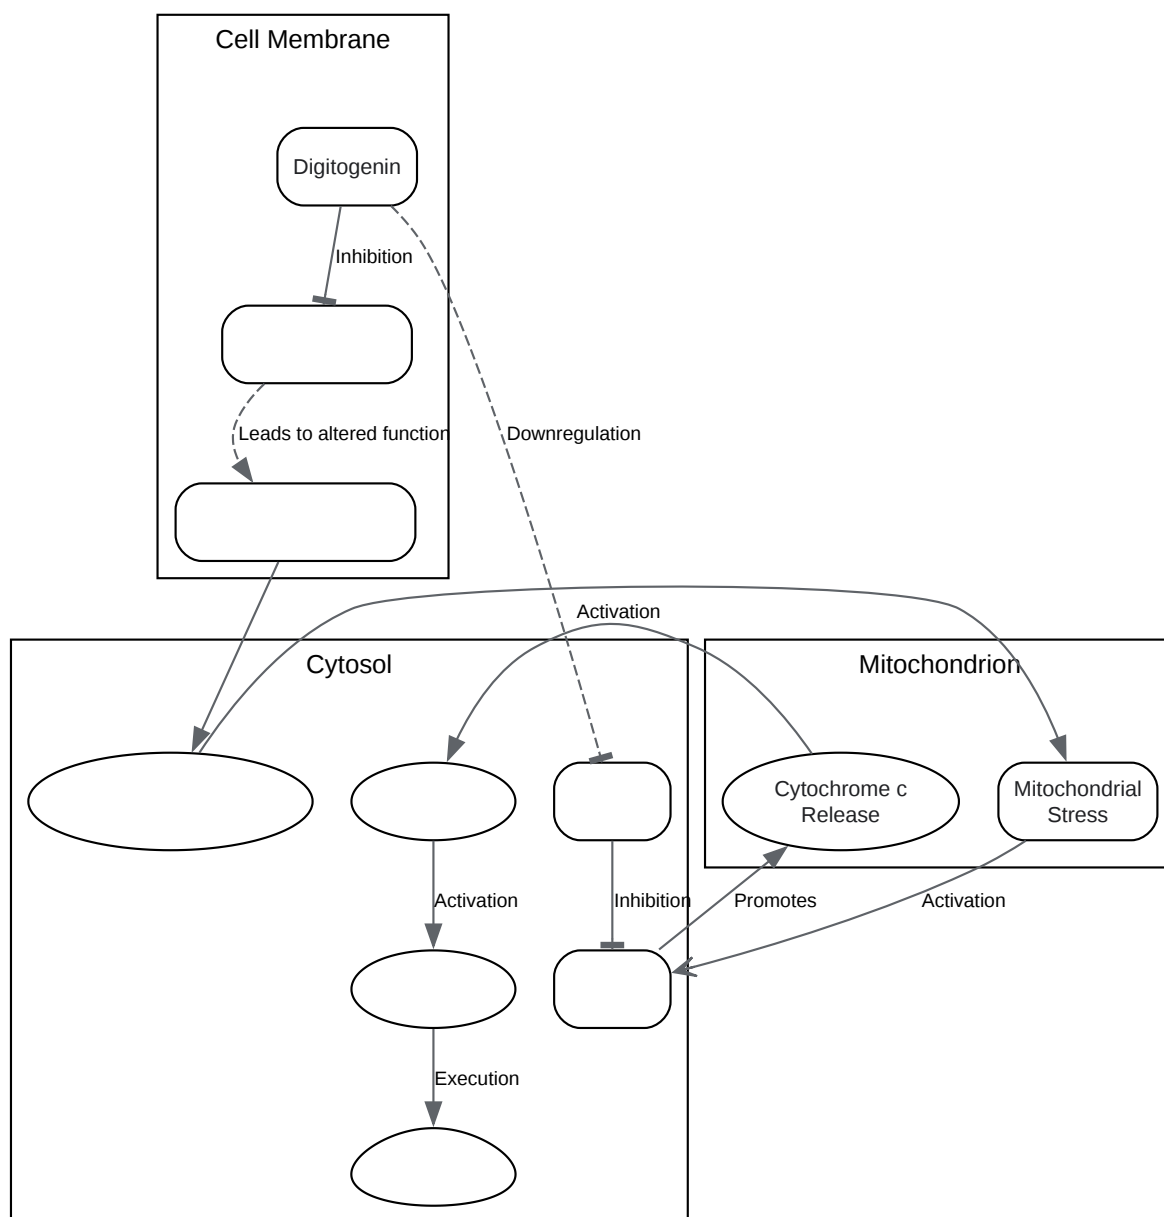 Cell Membrane
Digitogenin
Inhibition
Leads to altered function
Downregulation
Activation
Cytosol
Mitochondrion
Cytochrome c
Release
Mitochondrial
Stress
Activation
Inhibition
Promotes
Activation
Execution